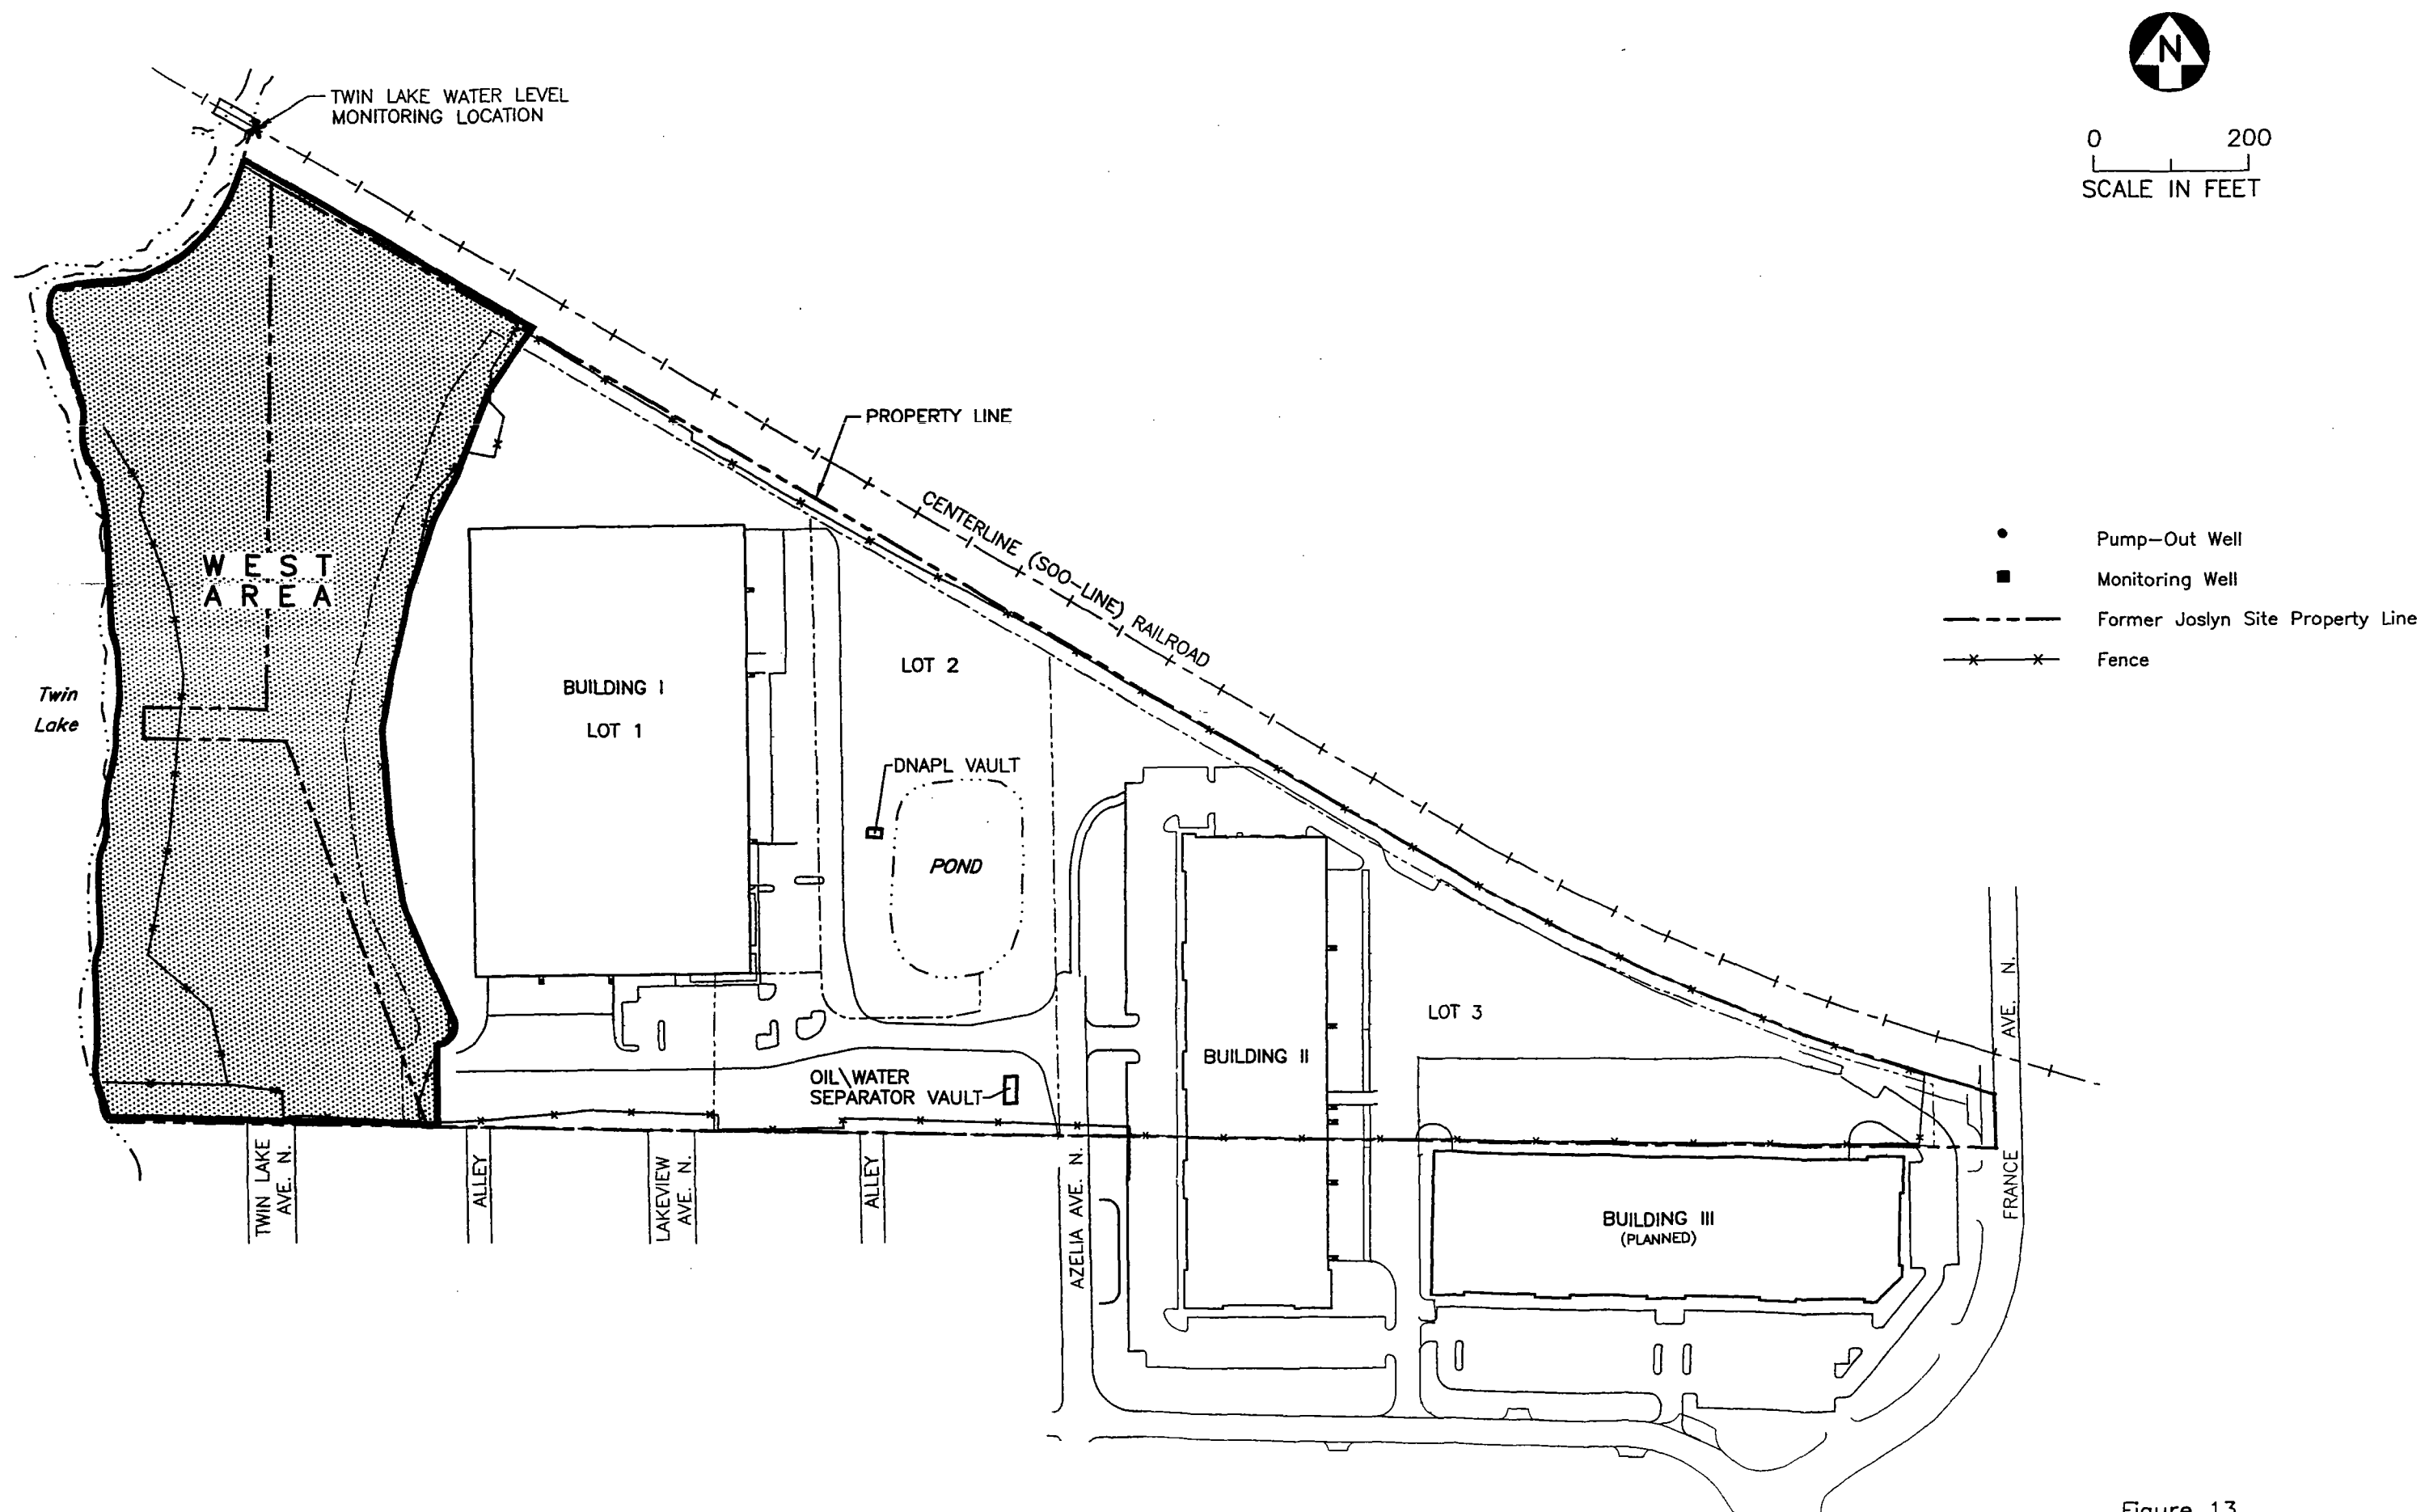 N
0 200
SCALE IN FEET
TWIN LAKE WATER LEVEL
MONITORING LOCATION
PROPERTY LINE
CENTERLINE (SOO-LINE) RAILROAD
Pump-Out Well
Monitoring Well
Former Joslyn Site Property Line
Fence
WEST
AREA
Twin
Lake
BUILDING I
LOT 1
LOT 2
DNAPL VAULT
POND
OIL\WATER
SEPARATOR VAULT
BUILDING II
LOT 3
BUILDING III
(PLANNED)
TWIN LAKE
AVE. N.
ALLEY
LAKEVIEW
AVE. N.
ALLEY
AZELIA AVE. N.
FRANCE AVE. N.
Figure 13